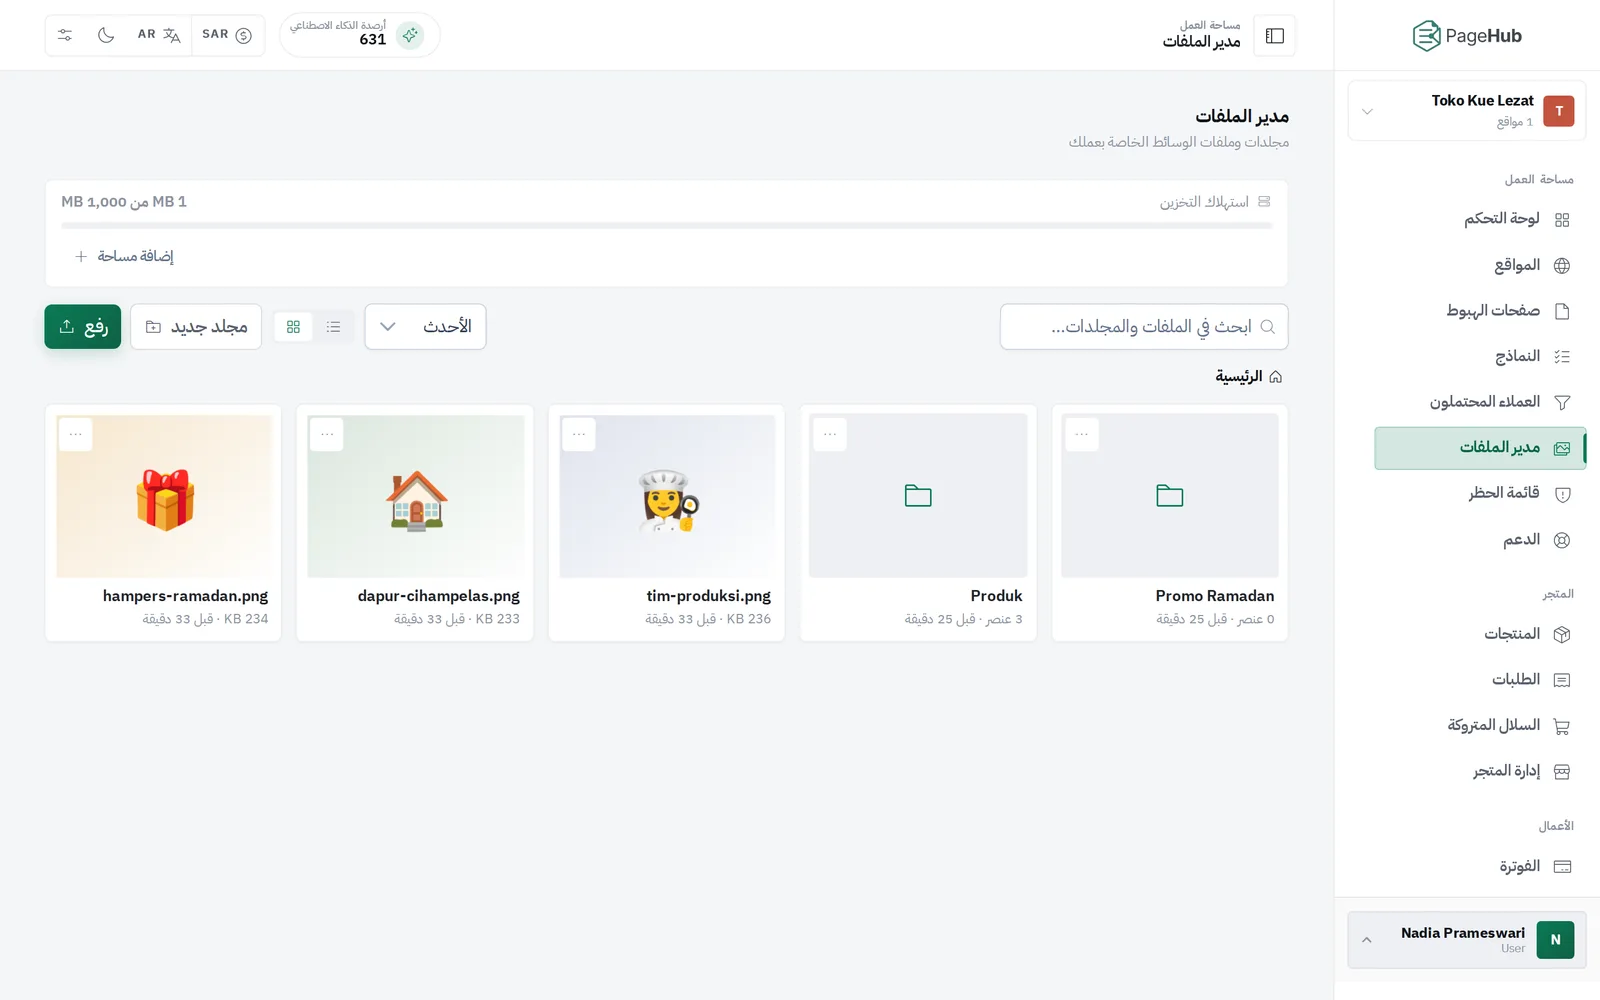 PageHub
مساحة العمل
مدير الملفات
أرصدة الذكاء الاصطناعي
631
SAR
AR
Toko Kue Lezat
T
1 مواقع
مساحة العمل
لوحة التحكم
المواقع
صفحات الهبوط
النماذج
العملاء المحتملون
مدير الملفات
قائمة الحظر
الدعم
المتجر
المنتجات
الطلبات
السلال المتروكة
إدارة المتجر
الأعمال
الفوترة
Nadia Prameswari
N
User
مدير الملفات
مجلدات وملفات الوسائط الخاصة بعملك
استهلاك التخزين
1 MB من 1,000 MB
إضافة مساحة
ابحث في الملفات والمجلدات...
الأحدث
مجلد جديد
رفع
الرئيسية
Promo Ramadan
0 عنصر · قبل 25 دقيقة
Produk
3 عنصر · قبل 25 دقيقة
tim-produksi.png
236 KB · قبل 33 دقيقة
dapur-cihampelas.png
233 KB · قبل 33 دقيقة
hampers-ramadan.png
234 KB · قبل 33 دقيقة